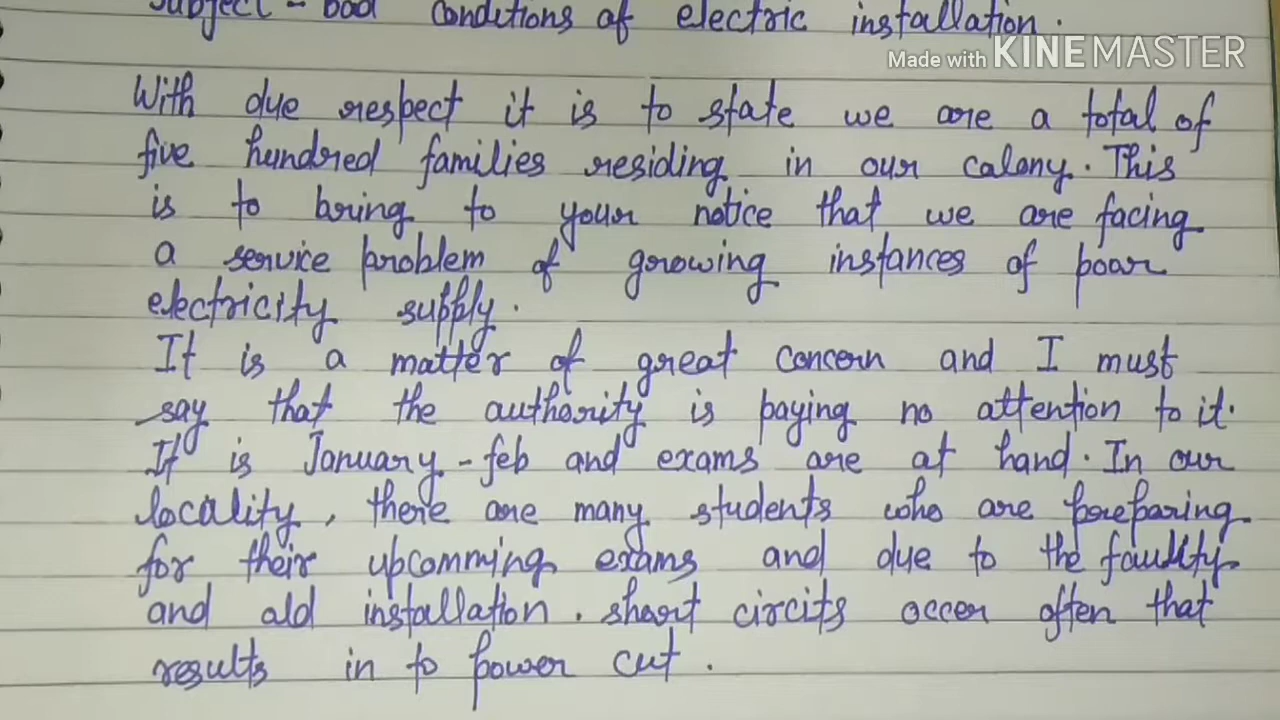 Subject - bad conditions of electric installation.
Made with KINEMASTER
With due respect it is to state we are a total of
five hundred families residing in our calony. This
is to bring to your notice that we are facing
a service problem of growing instances of poar
electricity supply.
It is a matter of great concern and I must
say that the authority is paying no attention to it.
It is January - feb and exams are at hand. In our
locality, there are many students who are preparing
for their upcomming exams and due to the faulity
and ald installation. short circits occer often that
results in to power cut.